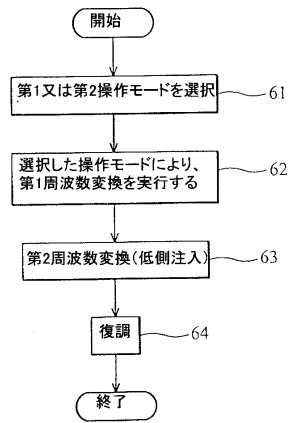 開始
第1又は第2操作モードを選択
61
選択した操作モードにより、
第1周波数変換を実行する
62
第2周波数変換(低側注入)
63
復調
64
終了